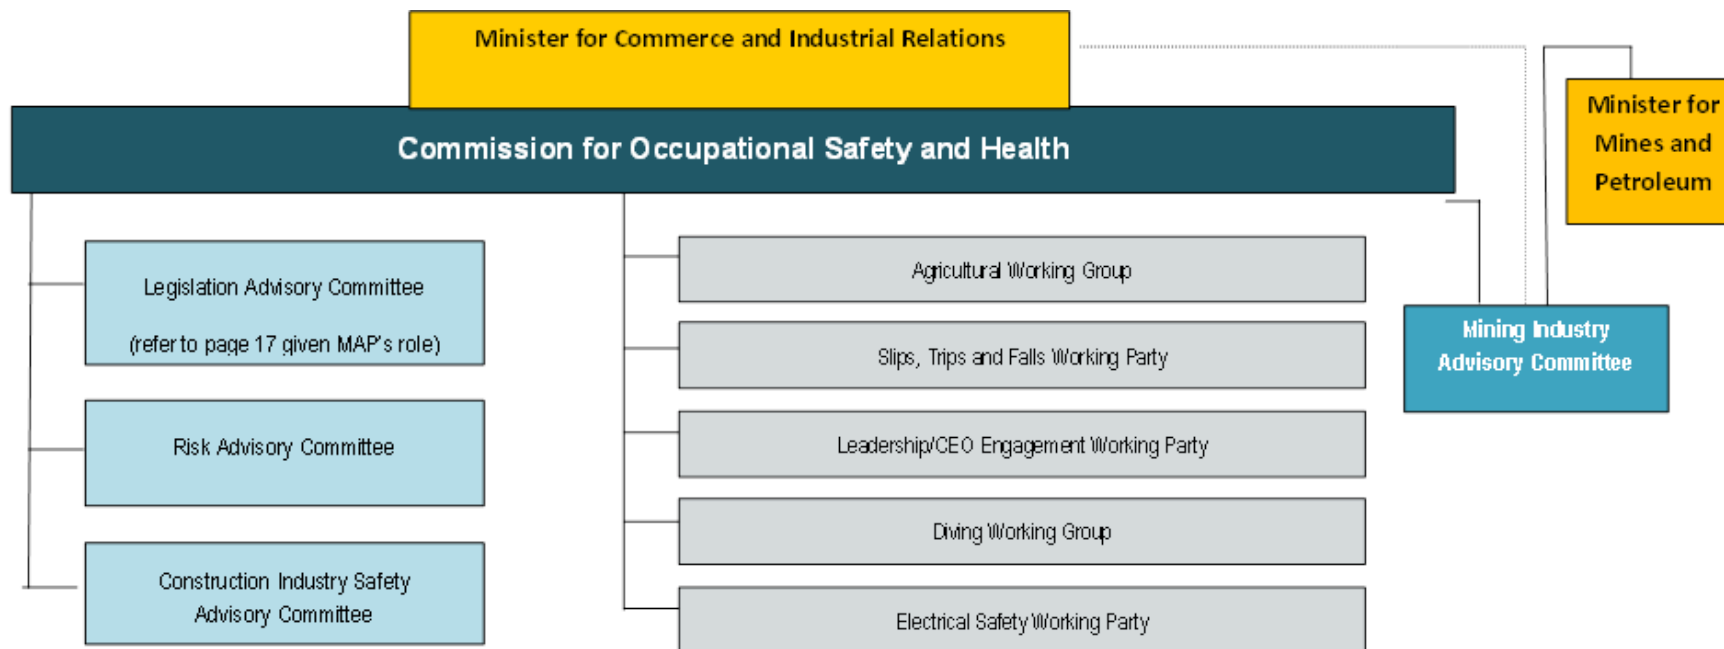 Minister for Commerce and Industrial Relations
Commission for Occupational Safety and Health
Minister for
Mines and
Petroleum
Legislation Advisory Committee
(refer to page 17 given MAP's role)
Risk Advisory Committee
Construction Industry Safety
Advisory Committee
Agricultural Working Group
Slips, Trips and Falls Working Party
Leadership/CEO Engagement Working Party
Diving Working Group
Electrical Safety Working Party
Mining Industry
Advisory Committee